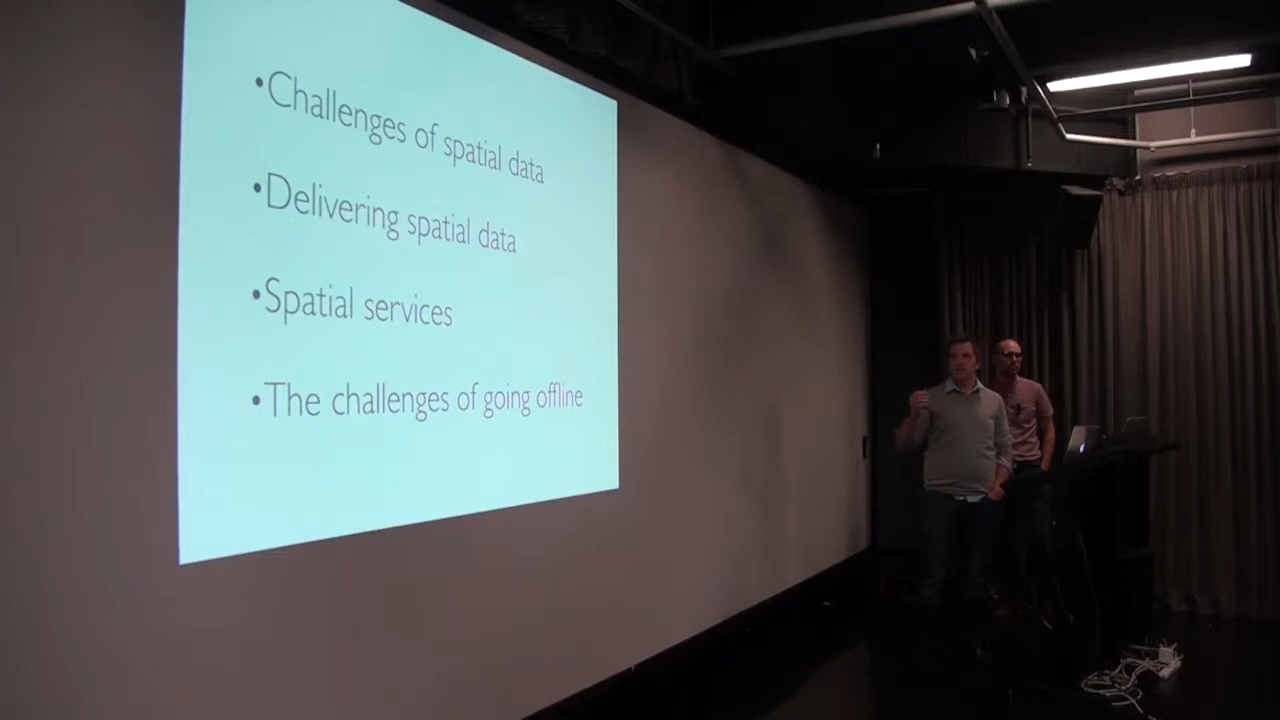 •Challenges of spatial data
•Delivering spatial data
•Spatial services
•The challenges of going offline